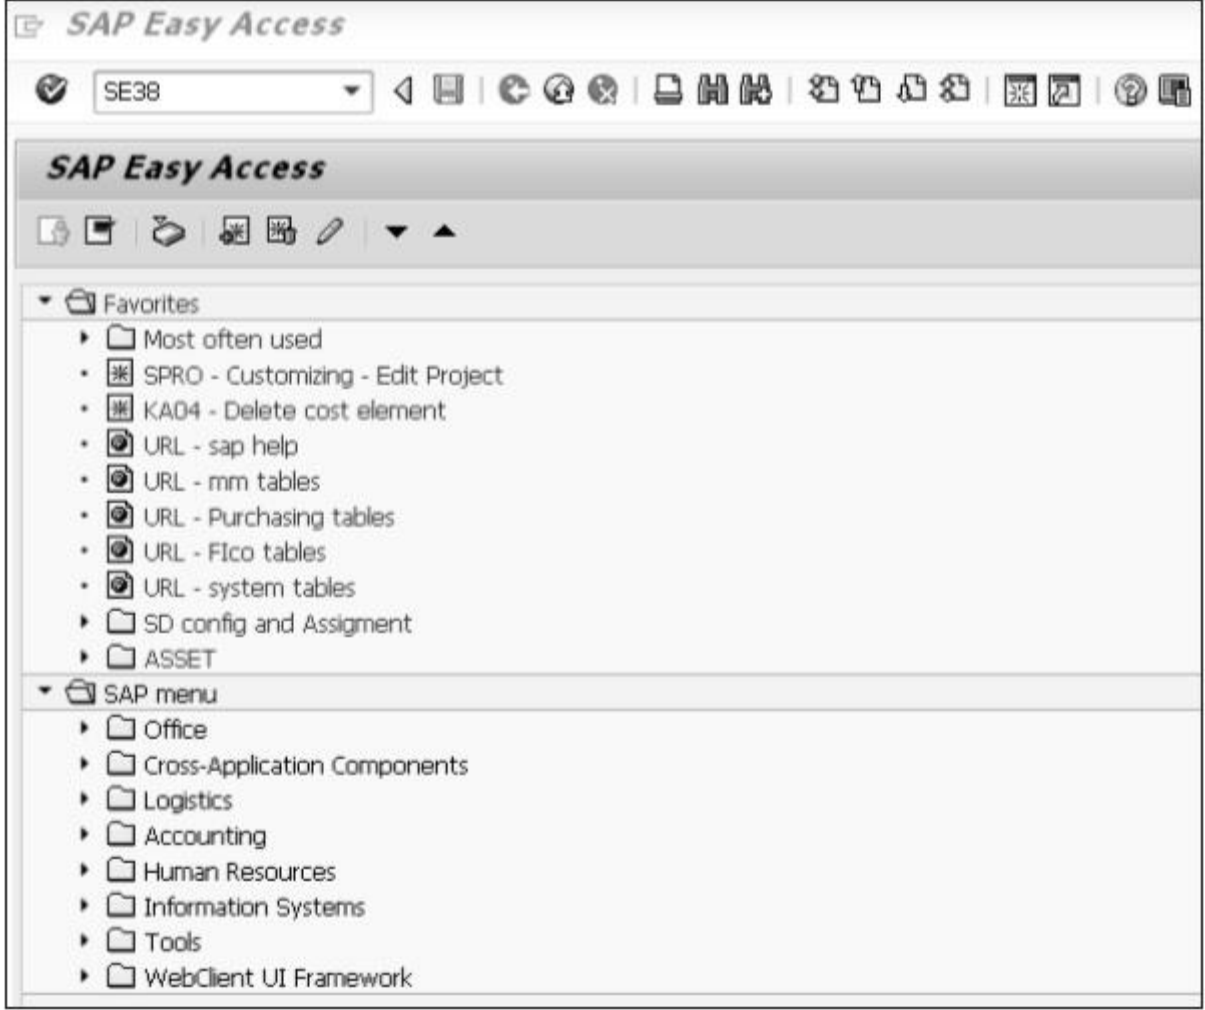 SAP Easy Access
SE38
SAP Easy Access
Favorites
Most often used
SPRO - Customizing - Edit Project
KA04 - Delete cost element
URL - sap help
URL - mm tables
URL - Purchasing tables
URL - FIco tables
URL - system tables
SD config and Assigment
ASSET
SAP menu
Office
Cross-Application Components
Logistics
Accounting
Human Resources
Information Systems
Tools
WebClient UI Framework